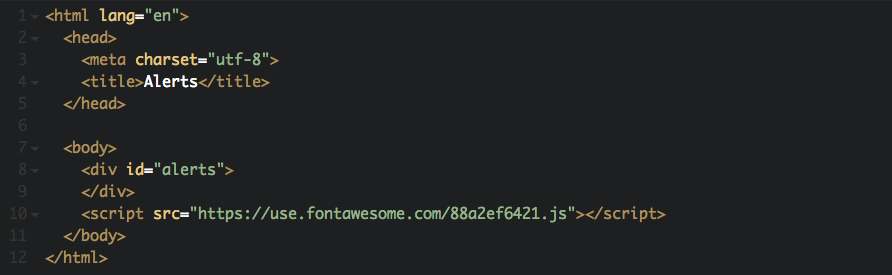 1 <html lang="en">
2   <head>
3     <meta charset="utf-8">
4     <title>Alerts</title>
5   </head>
6
7   <body>
8     <div id="alerts">
9     </div>
10     <script src="https://use.fontawesome.com/88a2ef6421.js"></script>
11   </body>
12 </html>